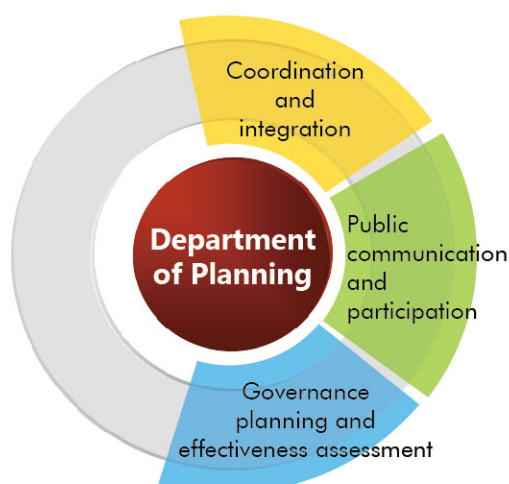 Coordination
and
integration
Department
of Planning
Public
communication
and
participation
Governance
planning and
effectiveness assessment